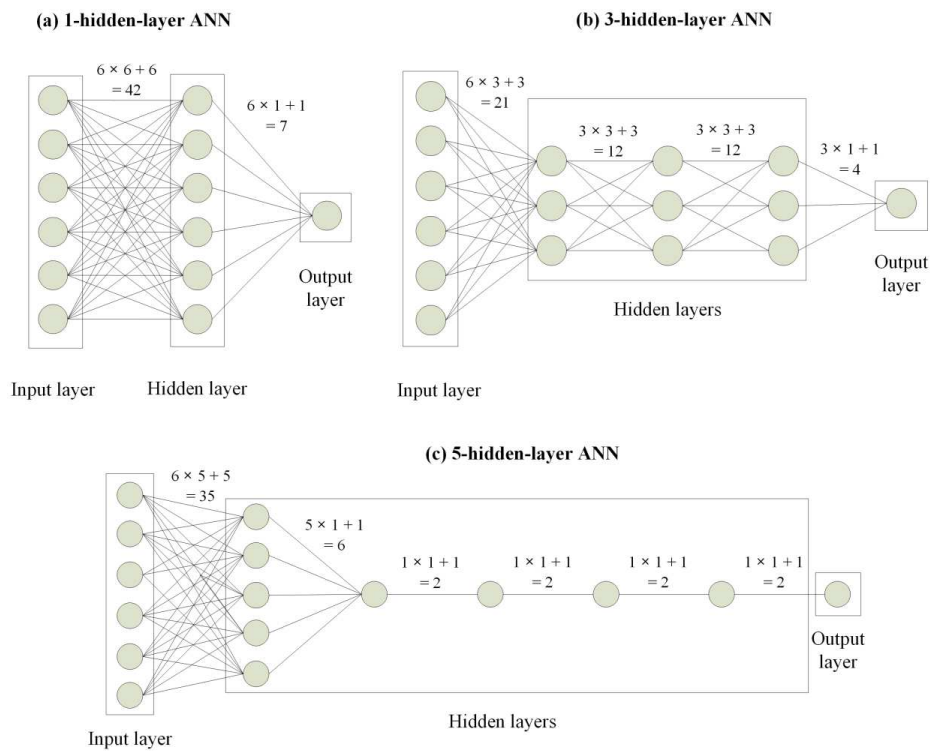 (a) 1-hidden-layer ANN
6 × 6 + 6
= 42
6 × 1 + 1
= 7
Output
layer
Input layer
Hidden layer
(b) 3-hidden-layer ANN
6 × 3 + 3
= 21
3 × 3 + 3
= 12
3 × 3 + 3
= 12
3 × 1 + 1
= 4
Hidden layers
Output
layer
Input layer
(c) 5-hidden-layer ANN
6 × 5 + 5
= 35
5 × 1 + 1
= 6
1 × 1 + 1
= 2
1 × 1 + 1
= 2
1 × 1 + 1
= 2
1 × 1 + 1
= 2
Output
layer
Hidden layers
Input layer